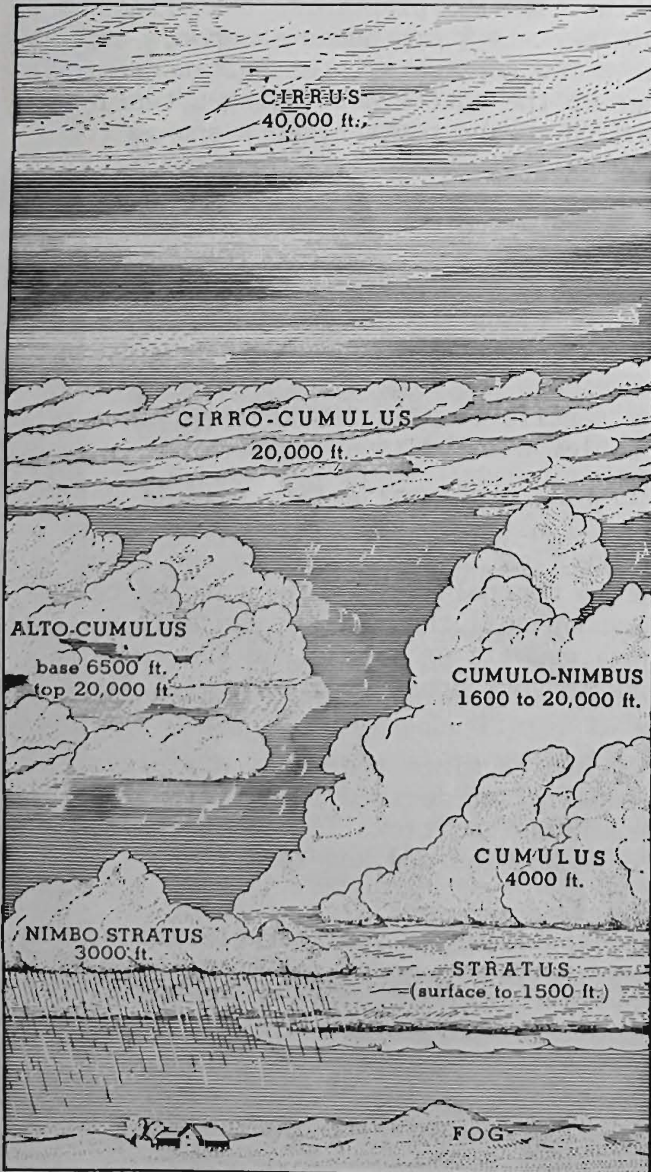 CIRRUS
40,000 ft.
CIRRO-CUMULUS
20,000 ft.
ALTO-CUMULUS
base 6500 ft.
top 20,000 ft.
CUMULO-NIMBUS
1600 to 20,000 ft.
CUMULUS
4000 ft.
NIMBO STRATUS
3000 ft.
STRATUS
(surface to 1500 ft.)
FOG